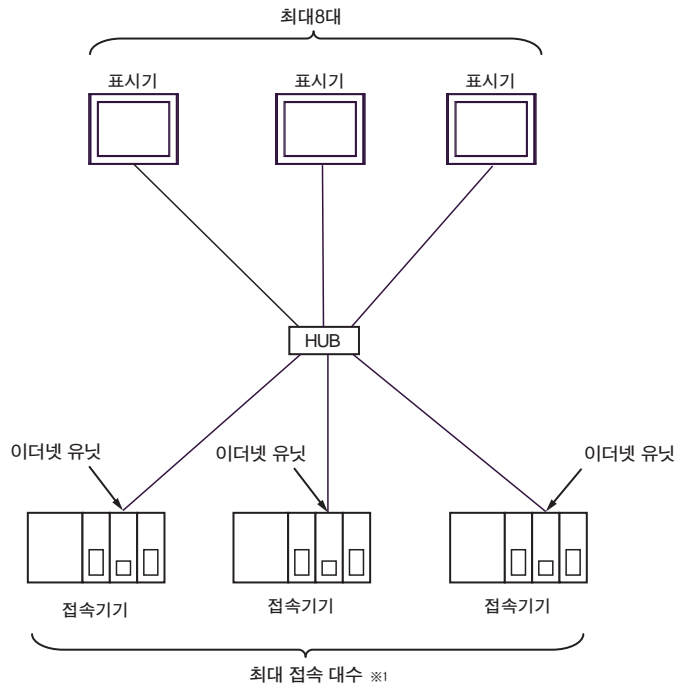 최대8대
표시기
표시기
표시기
HUB
이더넷 유닛
이더넷 유닛
이더넷 유닛
접속기기
접속기기
접속기기
최대 접속 대수 ※1